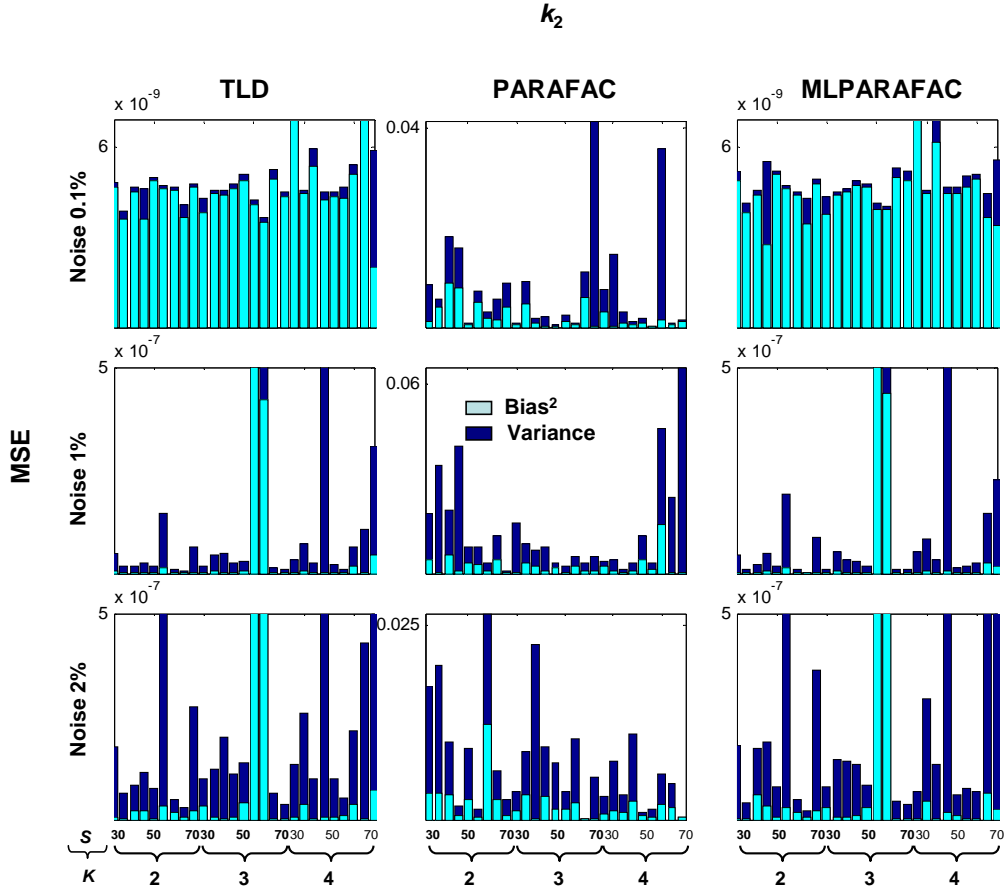 k2
TLD PARAFAC MLPARAFAC
x 10-9 x 10-9
6 0.04 6
Noise 0.1%
x 10-7 x 10-7
5 0.06 5
Bias2
Variance
MSE
Noise 1%
x 10-7 x 10-7
5 0.025 5
Noise 2%
S 30 50 70 30 50 70 30 50 70 30 50 70 30 50 70 30 50 70 30 50 70 30 50 70 30 50 70
K 2 3 4 2 3 4 2 3 4